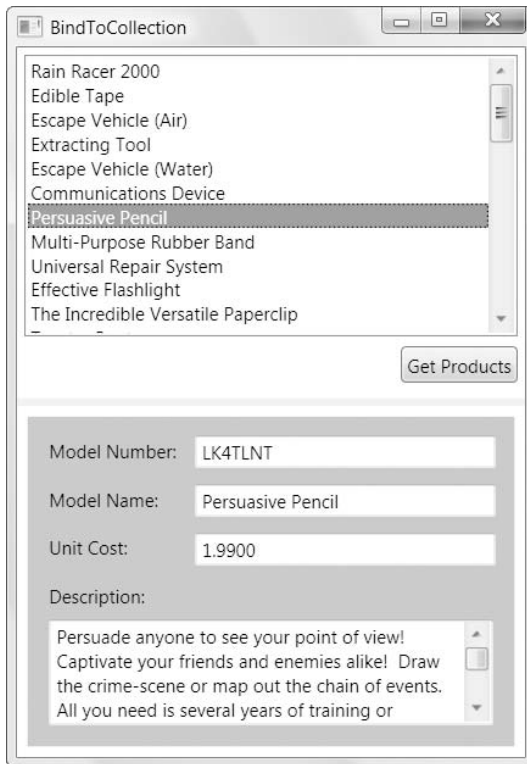 BindToCollection
Rain Racer 2000
Edible Tape
Escape Vehicle (Air)
Extracting Tool
Escape Vehicle (Water)
Communications Device
Persuasive Pencil
Multi-Purpose Rubber Band
Universal Repair System
Effective Flashlight
The Incredible Versatile Paperclip
Get Products
Model Number: LK4TLNT
Model Name: Persuasive Pencil
Unit Cost: 1.9900
Description:
Persuade anyone to see your point of view!
Captivate your friends and enemies alike!  Draw
the crime-scene or map out the chain of events.
All you need is several years of training or